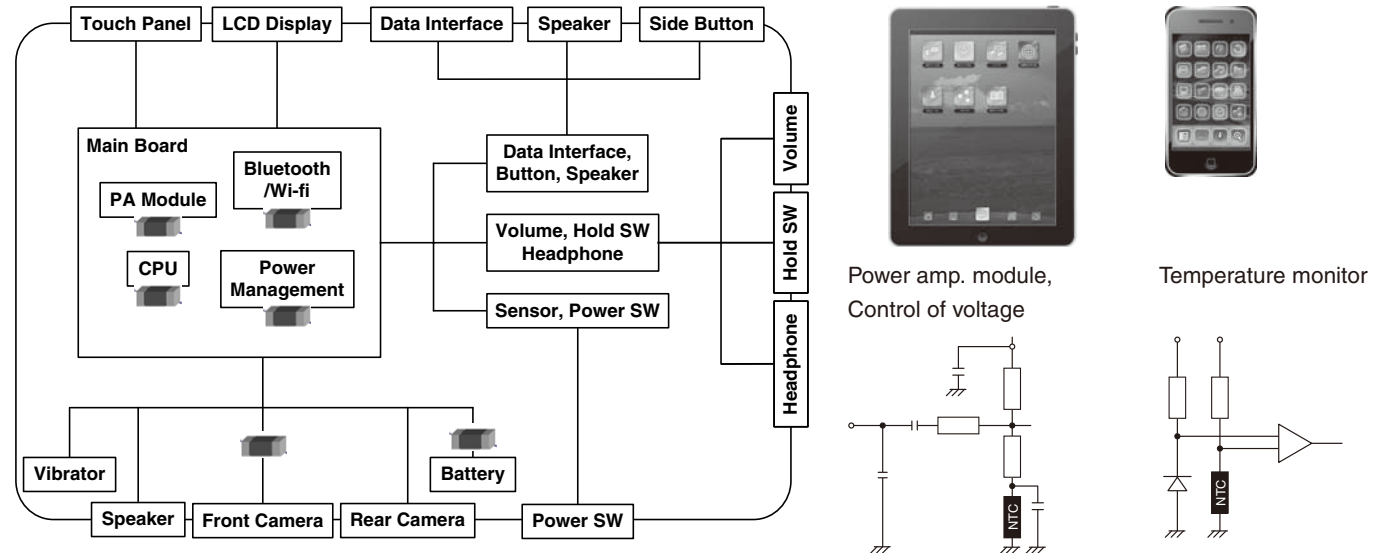 Touch Panel
LCD Display
Data Interface
Speaker
Side Button
Main Board
PA Module
Bluetooth
/Wi-fi
CPU
Power
Management
Data Interface,
Button, Speaker
Volume, Hold SW
Headphone
Sensor, Power SW
Volume
Hold SW
Headphone
Vibrator
Battery
Speaker
Front Camera
Rear Camera
Power SW
Power amp. module,
Control of voltage
NTC
Temperature monitor
NTC